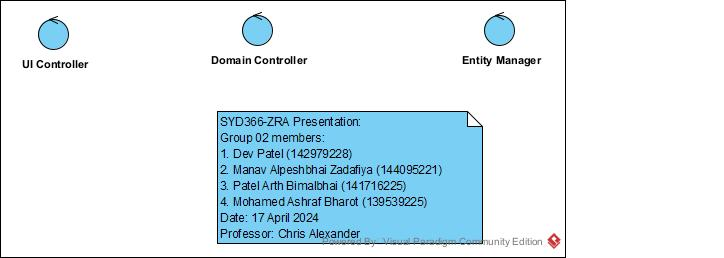 UI Controller
Domain Controller
Entity Manager
SYD366-ZRA Presentation:
Group 02 members:
1. Dev Patel (142979228)
2. Manav Alpeshbhai Zadafiya (144095221)
3. Patel Arth Bimalbhai (141716225)
4. Mohamed Ashraf Bharot (139539225)
Date: 17 April 2024
Professor: Chris Alexander
Powered By Visual Paradigm Community Edition